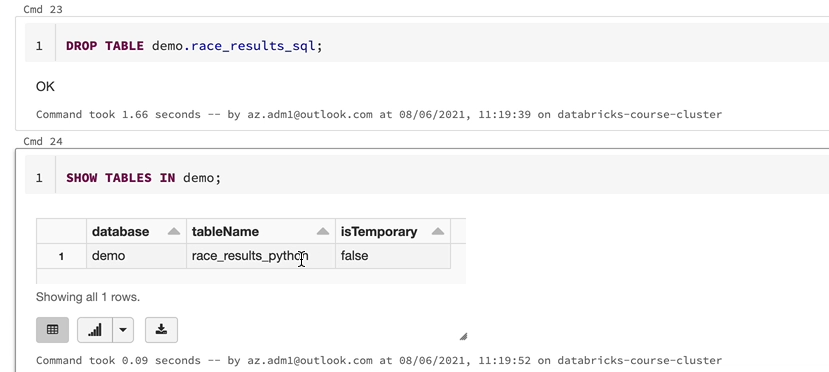 Cmd 23
1 DROP TABLE demo.race_results_sql;
OK
Command took 1.66 seconds -- by az.adm1@outlook.com at 08/06/2021, 11:19:39 on databricks-course-cluster
Cmd 24
1 SHOW TABLES IN demo;
database tableName isTemporary
1 demo race_results_python false
Showing all 1 rows.
Command took 0.09 seconds -- by az.adm1@outlook.com at 08/06/2021, 11:19:52 on databricks-course-cluster